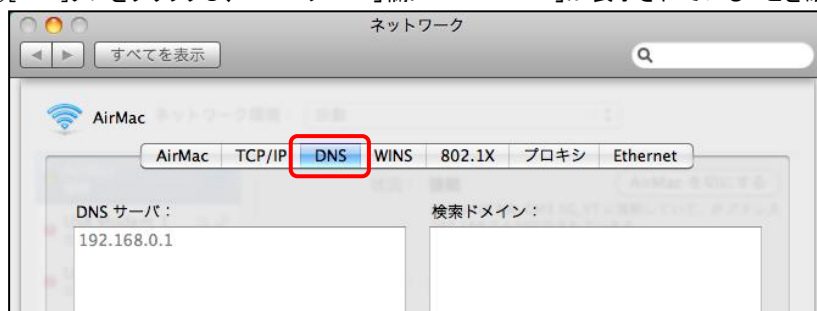 ネットワーク
すべてを表示
AirMac
AirMac TCP/IP DNS WINS 802.1X プロキシ Ethernet
DNS サーバ： 検索ドメイン：
192.168.0.1